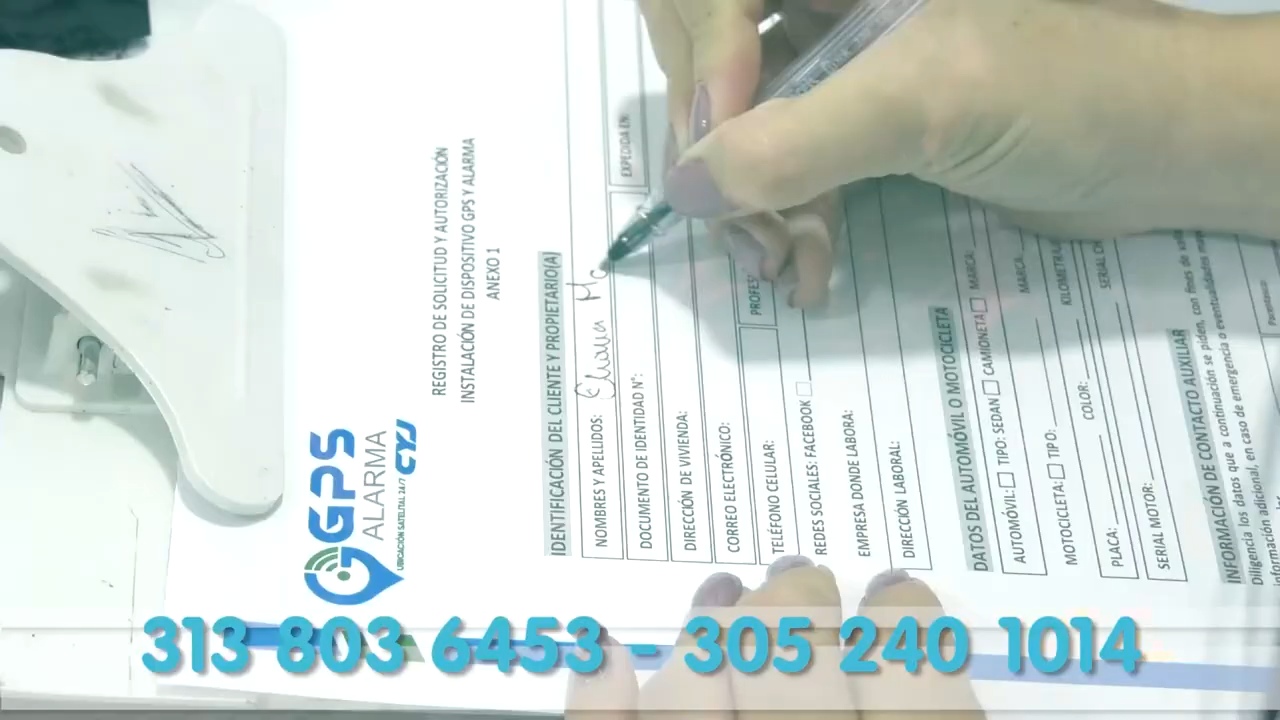 GPS
ALARMA
CYJ
UBICACIÓN SATELITAL 24/7
REGISTRO DE SOLICITUD Y AUTORIZACIÓN
INSTALACIÓN DE DISPOSITIVO GPS Y ALARMA
ANEXO 1
IDENTIFICACIÓN DEL CLIENTE Y PROPIETARIO(A)
NOMBRES Y APELLIDOS: Eliana
DOCUMENTO DE IDENTIDAD N°: EXPEDIDA EN:
DIRECCIÓN DE VIVIENDA:
CORREO ELECTRÓNICO:
TELÉFONO CELULAR:
REDES SOCIALES: FACEBOOK
EMPRESA DONDE LABORA:
DIRECCIÓN LABORAL:
DATOS DEL AUTOMÓVIL O MOTOCICLETA
AUTOMÓVIL: TIPO: SEDAN CAMIONETA MARCA:
MOTOCICLETA: TIPO: MARCA:
PLACA: COLOR:
SERIAL MOTOR:
INFORMACIÓN DE CONTACTO AUXILIAR
Diligencia los datos que a continuación se piden, con fines de
información adicional, en caso de emergencia o eventualidades
313 803 6453 - 305 240 1014